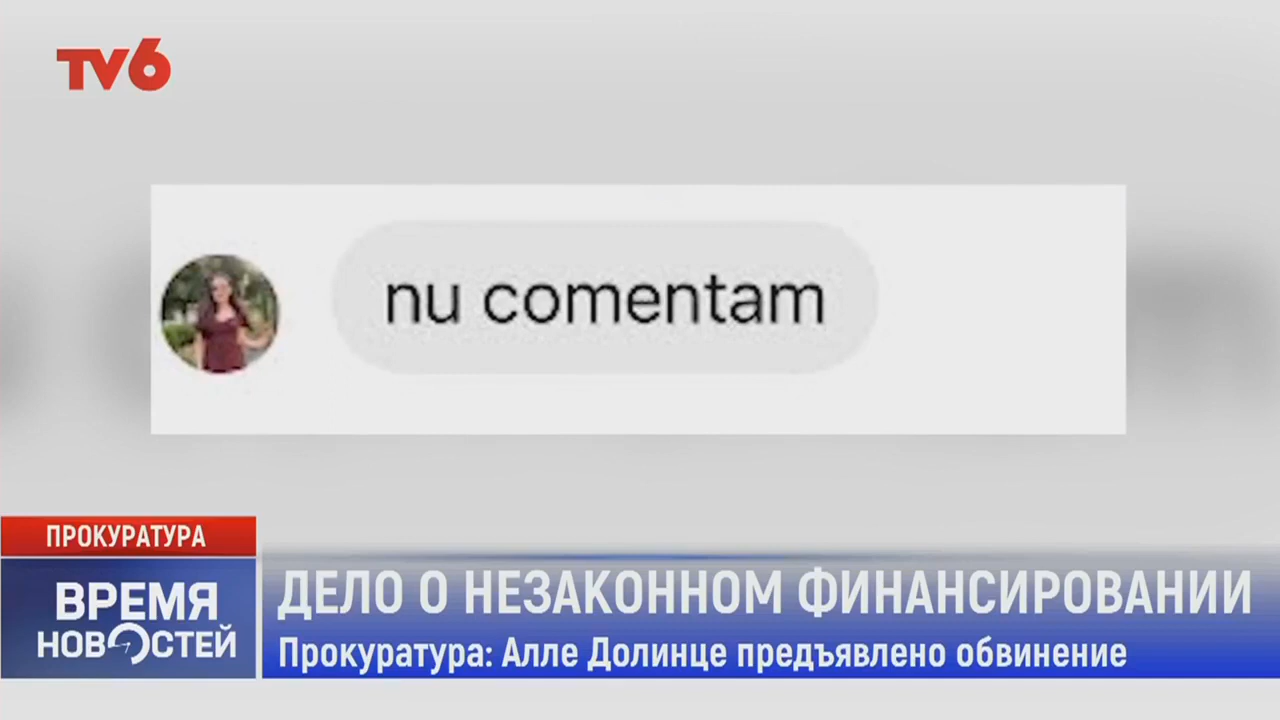 TV6
nu comentam
ПРОКУРАТУРА
ВРЕМЯ
НОВОСТЕЙ
ДЕЛО О НЕЗАКОННОМ ФИНАНСИРОВАНИИ
Прокуратура: Алле Долинце предъявлено обвинение